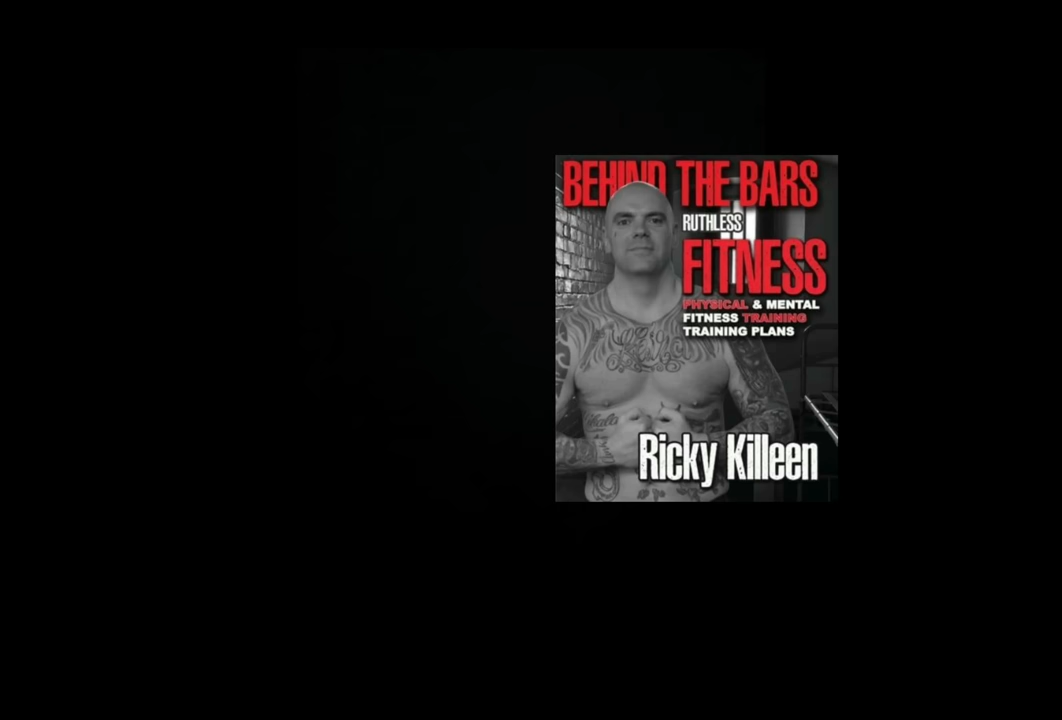 BEHIND THE BARS
RUTHLESS
FITNESS
PHYSICAL & MENTAL
FITNESS TRAINING
TRAINING PLANS
Ricky Killeen